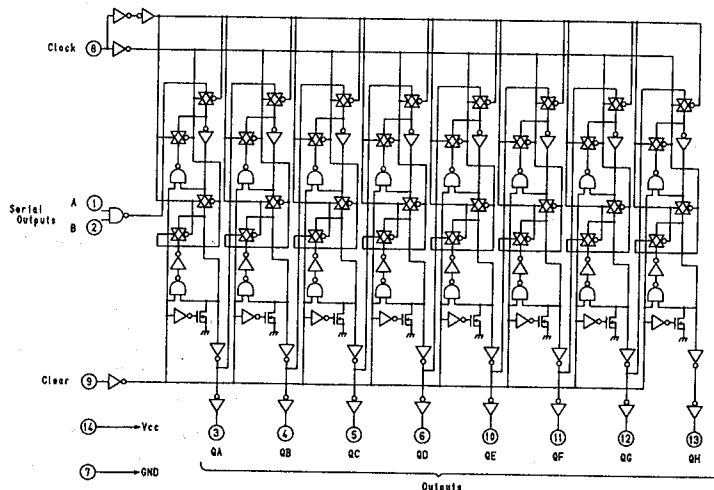 Clock 8
A 1
Serial
Outputs
B 2
Clear 9
14 Vcc
3 4 5 6 10 11 12 13
QA QB QC QD QE QF QG QH
7 GND
Outputs